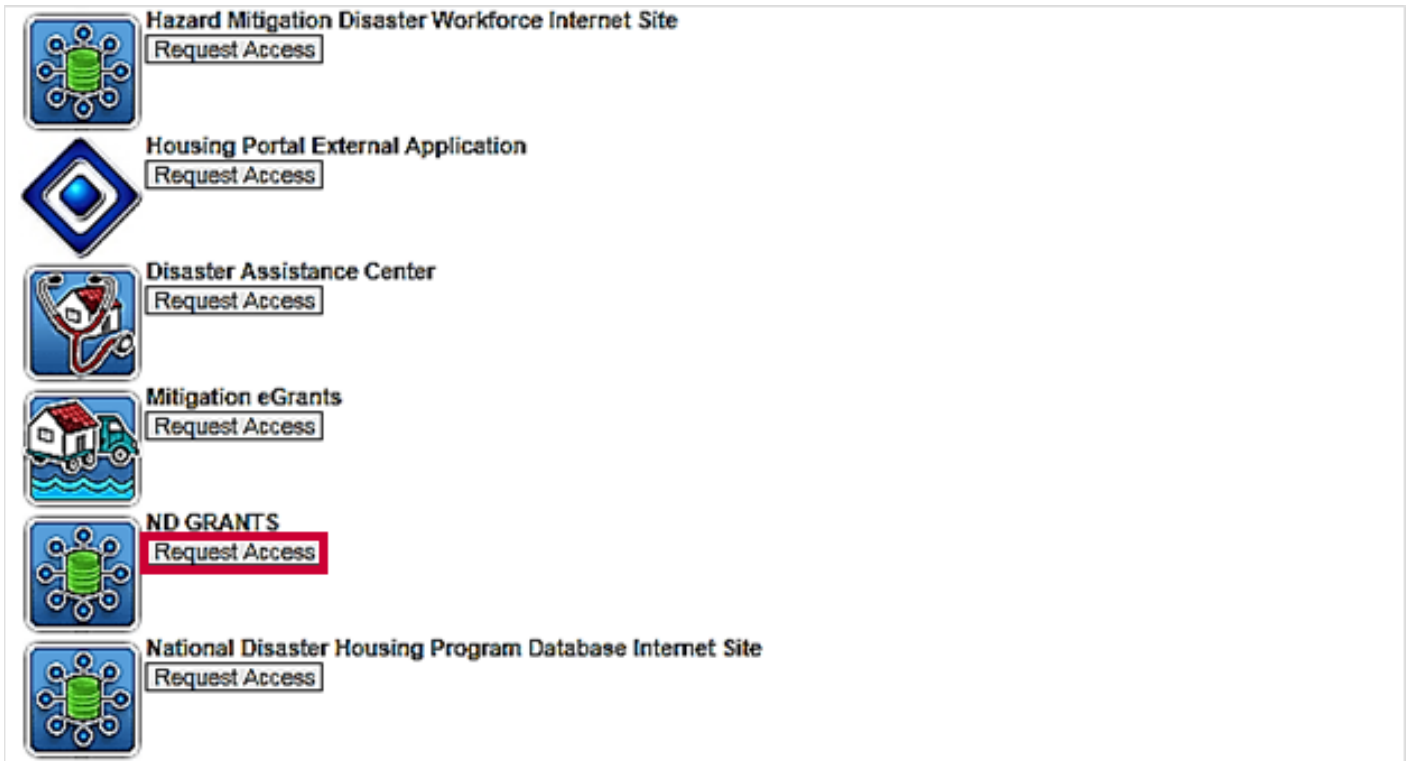 Hazard Mitigation Disaster Workforce Internet Site
Request Access
Housing Portal External Application
Request Access
Disaster Assistance Center
Request Access
Mitigation eGrants
Request Access
ND GRANTS
Request Access
National Disaster Housing Program Database Internet Site
Request Access